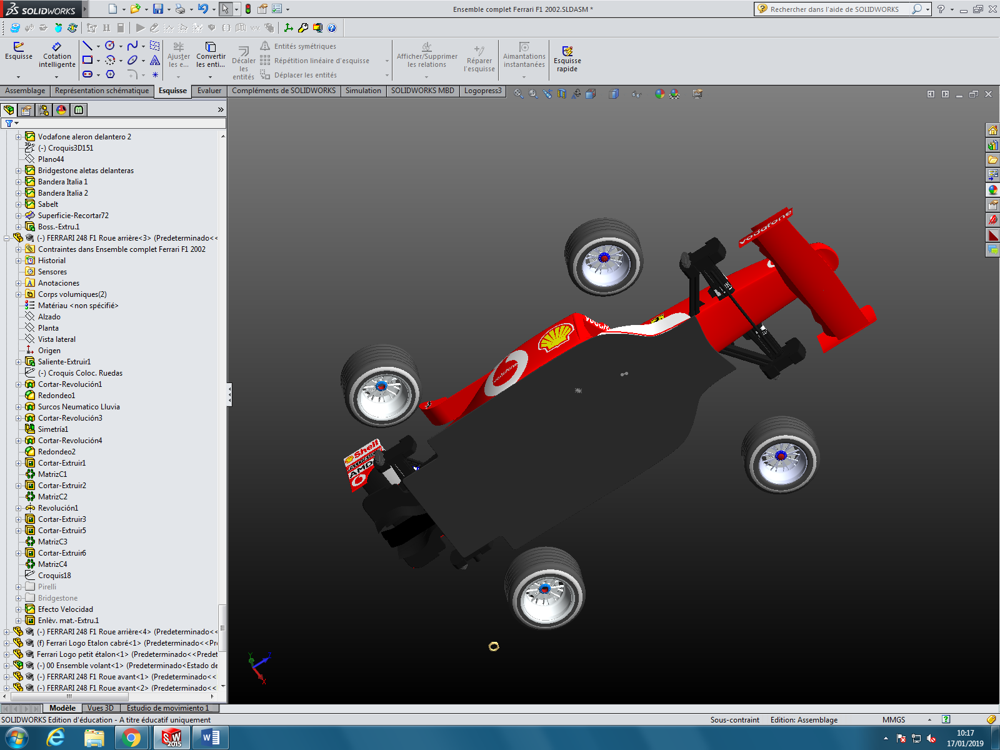 SOLIDWORKS
Ensemble complet Ferrari F1 2002.SLDASM *
Rechercher dans l'aide de SOLIDWORKS
Esquisse
Cotation intelligente
Ajuster les e...
Convertir les enti...
Décaler les entités
Entités symétriques
Répétition linéaire d'esquisse
Déplacer les entités
Afficher/Supprimer les relations
Réparer l'esquisse
Aimantations instantanées
Esquisse rapide
Assemblage
Représentation schématique
Esquisse
Evaluer
Compléments de SOLIDWORKS
Simulation
SOLIDWORKS MBD
Logopress3
Vodafone aleron delantero 2
(-) Croquis3D151
Plano44
Bridgestone aletas delanteras
Bandera Italia 1
Bandera Italia 2
Sabelt
Superficie-Recortar72
Boss.-Extru.1
(-) FERRARI 248 F1 Roue arrière<3> (Predeterminado<<
Contraintes dans Ensemble complet Ferrari F1 2002
Historial
Sensores
Anotaciones
Corps volumiques(2)
Matériau <non spécifié>
Alzado
Planta
Vista lateral
Origen
Saliente-Extruir1
(-) Croquis Coloc. Ruedas
Cortar-Revolución1
Redondeo1
Surcos Neumatico Lluvia
Cortar-Revolución3
Simetría1
Cortar-Revolución4
Redondeo2
Cortar-Extruir1
MatrizC1
Cortar-Extruir2
MatrizC2
Revolución1
Cortar-Extruir3
Cortar-Extruir5
MatrizC3
Cortar-Extruir6
MatrizC4
Croquis18
Pirelli
Bridgestone
Efecto Velocidad
Enlèv. mat.-Extru.1
(-) FERRARI 248 F1 Roue arrière<4> (Predeterminado<<
(f) Ferrari Logo Etalon cabré<1> (Predeterminado<<Pre
Ferrari Logo petit étalon<1> (Predeterminado<<Predet
(-) 00 Ensemble volant<1> (Predeterminado<Estado de
(-) FERRARI 248 F1 Roue avant<1> (Predeterminado<<
(-) FERRARI 248 F1 Roue avant<2> (Predeterminado<<
vodafone
vodafone
Shell
AMD
Y
Z
X
Modèle
Vues 3D
Estudio de movimiento 1
SOLIDWORKS Edition d'éducation - A titre éducatif uniquement
Sous-contraint
Edition: Assemblage
MMGS
SW 2015
10:17
17/01/2019